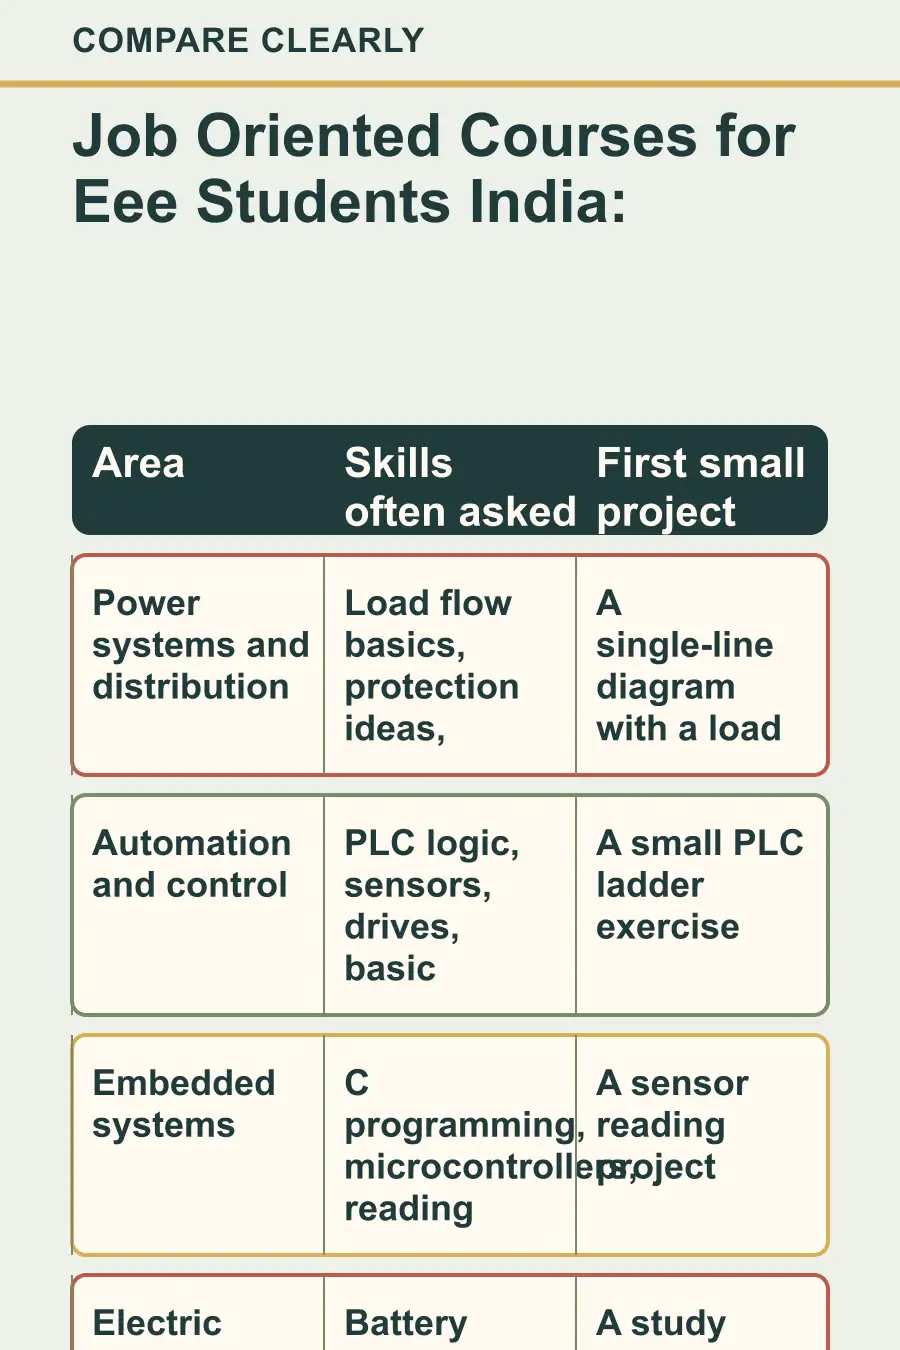 COMPARE CLEARLY
Job Oriented Courses for
Eee Students India:
Area
Skills
often asked
First small
project
Power
systems and
distribution
Load flow
basics,
protection
ideas,
A
single-line
diagram
with a load
Automation
and control
PLC logic,
sensors,
drives,
basic
A small PLC
ladder
exercise
Embedded
systems
C
programming,
microcontrollers,
reading
A sensor
reading
project
Electric
Battery
A study